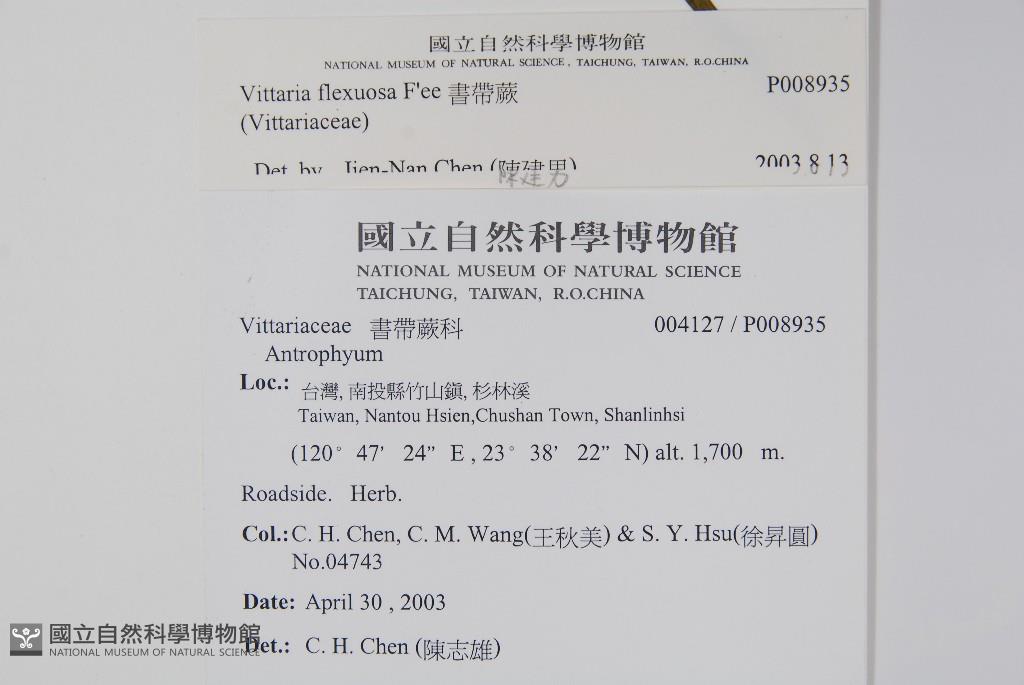 國立自然科學博物館
NATIONAL MUSEUM OF NATURAL SCIENCE, TAICHUNG, TAIWAN, R.O.CHINA
Vittaria flexuosa F'ee 書帶蕨 P008935
(Vittariaceae)
Det. by Jien-Nan Chen (陳建男) 2003.8.13
陳建男
國立自然科學博物館
NATIONAL MUSEUM OF NATURAL SCIENCE
TAICHUNG, TAIWAN, R.O.CHINA
Vittariaceae 書帶蕨科 004127 / P008935
Antrophyum
Loc.: 台灣, 南投縣竹山鎮, 杉林溪
Taiwan, Nantou Hsien,Chushan Town, Shanlinhsi
(120° 47' 24” E , 23° 38' 22” N) alt. 1,700 m.
Roadside. Herb.
Col.: C. H. Chen, C. M. Wang(王秋美) & S. Y. Hsu(徐昇圓)
No.04743
Date: April 30 , 2003
Det.: C. H. Chen (陳志雄)
國立自然科學博物館
NATIONAL MUSEUM OF NATURAL SCIENCE